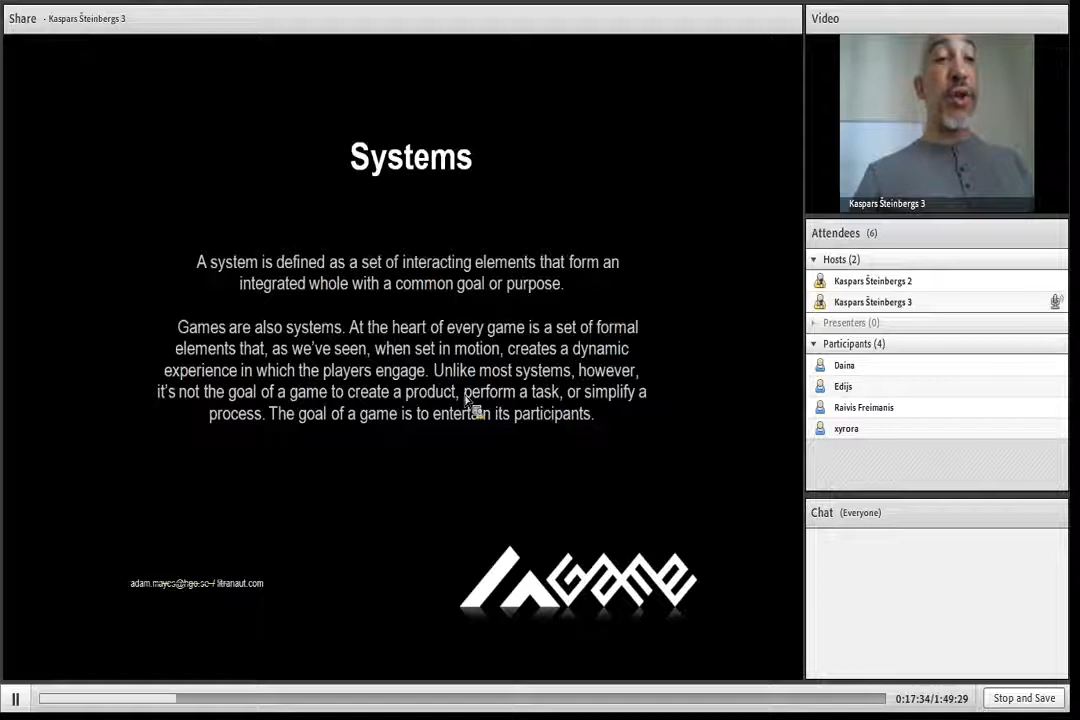 Share · Kaspars Šteinbergs 3
Video
Systems
A system is defined as a set of interacting elements that form an
integrated whole with a common goal or purpose.
Games are also systems. At the heart of every game is a set of formal
elements that, as we've seen, when set in motion, creates a dynamic
experience in which the players engage. Unlike most systems, however,
it's not the goal of a game to create a product, perform a task, or simplify a
process. The goal of a game is to entertain its participants.
GAME
Kaspars Šteinbergs 3
Attendees (6)
Hosts (2)
Kaspars Šteinbergs 2
Kaspars Šteinbergs 3
Presenters (0)
Participants (4)
Daina
Edijs
Raivis Freimanis
xyrora
Chat (Everyone)
0:17:34/1:49:29
Stop and Save